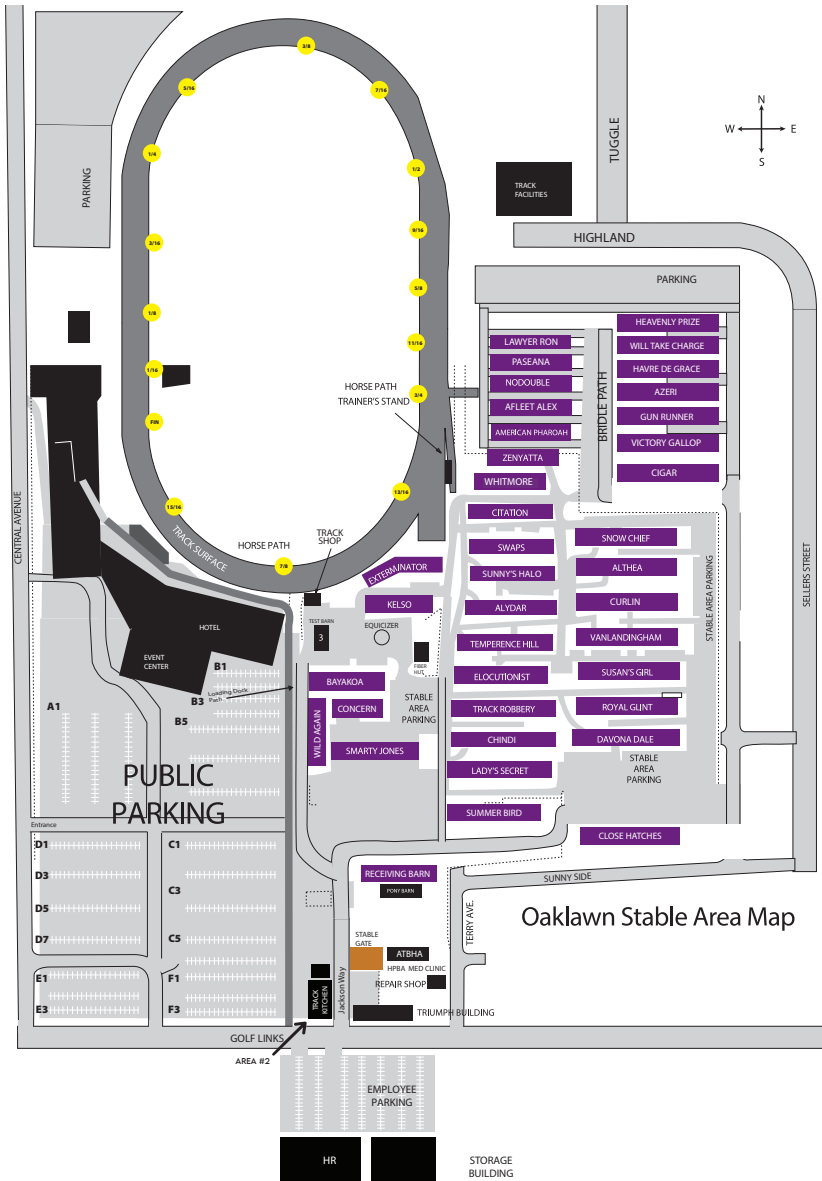 3/8
5/16
7/16
N
W
E
S
TUGGLE
1/4
1/2
TRACK
FACILITIES
PARKING
9/16
3/16
HIGHLAND
PARKING
5/8
1/8
HEAVENLY PRIZE
LAWYER RON
WILL TAKE CHARGE
11/16
PASEANA
HAVRE DE GRACE
1/16
NODOUBLE
HORSE PATH
TRAINER'S STAND
3/4
AZERI
AFLEET ALEX
BRIDLE PATH
GUN RUNNER
FIN
AMERICAN PHAROAH
VICTORY GALLOP
ZENYATTA
CIGAR
WHITMORE
13/16
15/16
CENTRAL AVENUE
CITATION
TRACK SURFACE
HORSE PATH
TRACK
SHOP
SNOW CHIEF
SWAPS
7/8
EXTERMINATOR
SUNNY'S HALO
ALTHEA
SELLERS STREET
STABLE AREA PARKING
KELSO
ALYDAR
CURLIN
TEST BARN
3
EQUICIZER
HOTEL
VANLANDINGHAM
TEMPERENCE HILL
EVENT
CENTER
FIBER
HUT
B1
SUSAN'S GIRL
ELOCUTIONIST
BAYAKOA
Loading Dock
Path
B3
STABLE
AREA
PARKING
A1
CONCERN
TRACK ROBBERY
ROYAL GLINT
B5
WILD AGAIN
CHINDI
DAVONA DALE
SMARTY JONES
STABLE
AREA
PARKING
LADY'S SECRET
PUBLIC
PARKING
SUMMER BIRD
Entrance
CLOSE HATCHES
D1
C1
D3
RECEIVING BARN
SUNNY SIDE
C3
PONY BARN
D5
TERRY AVE.
Oaklawn Stable Area Map
D7
C5
STABLE
GATE
ATBHA
HPBA MED CLINIC
E1
F1
REPAIR SHOP
Jackson Way
TRACK
KITCHEN
E3
F3
TRIUMPH BUILDING
GOLF LINKS
AREA #2
EMPLOYEE
PARKING
HR
STORAGE
BUILDING